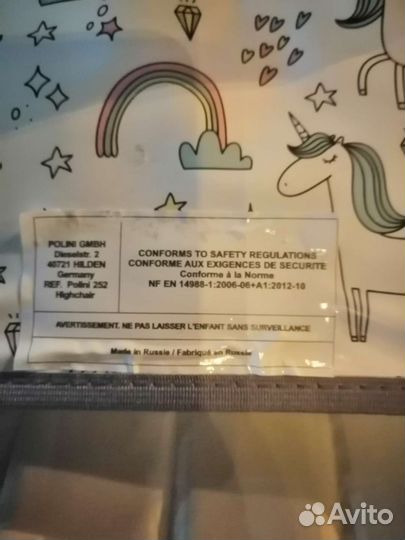 POLINI GMBH
Dieselstr. 2
40721 HILDEN
Germany
REF. Polini 252
Highchair
CONFORMS TO SAFETY REGULATIONS
CONFORME AUX EXIGENCES DE SECURITE
Conforme à la Norme
NF EN 14988-1:2006-06+A1:2012-10
AVERTISSEMENT. NE PAS LAISSER L'ENFANT SANS SURVEILLANCE
Made in Russie / Fabriqué en Russie
Avito